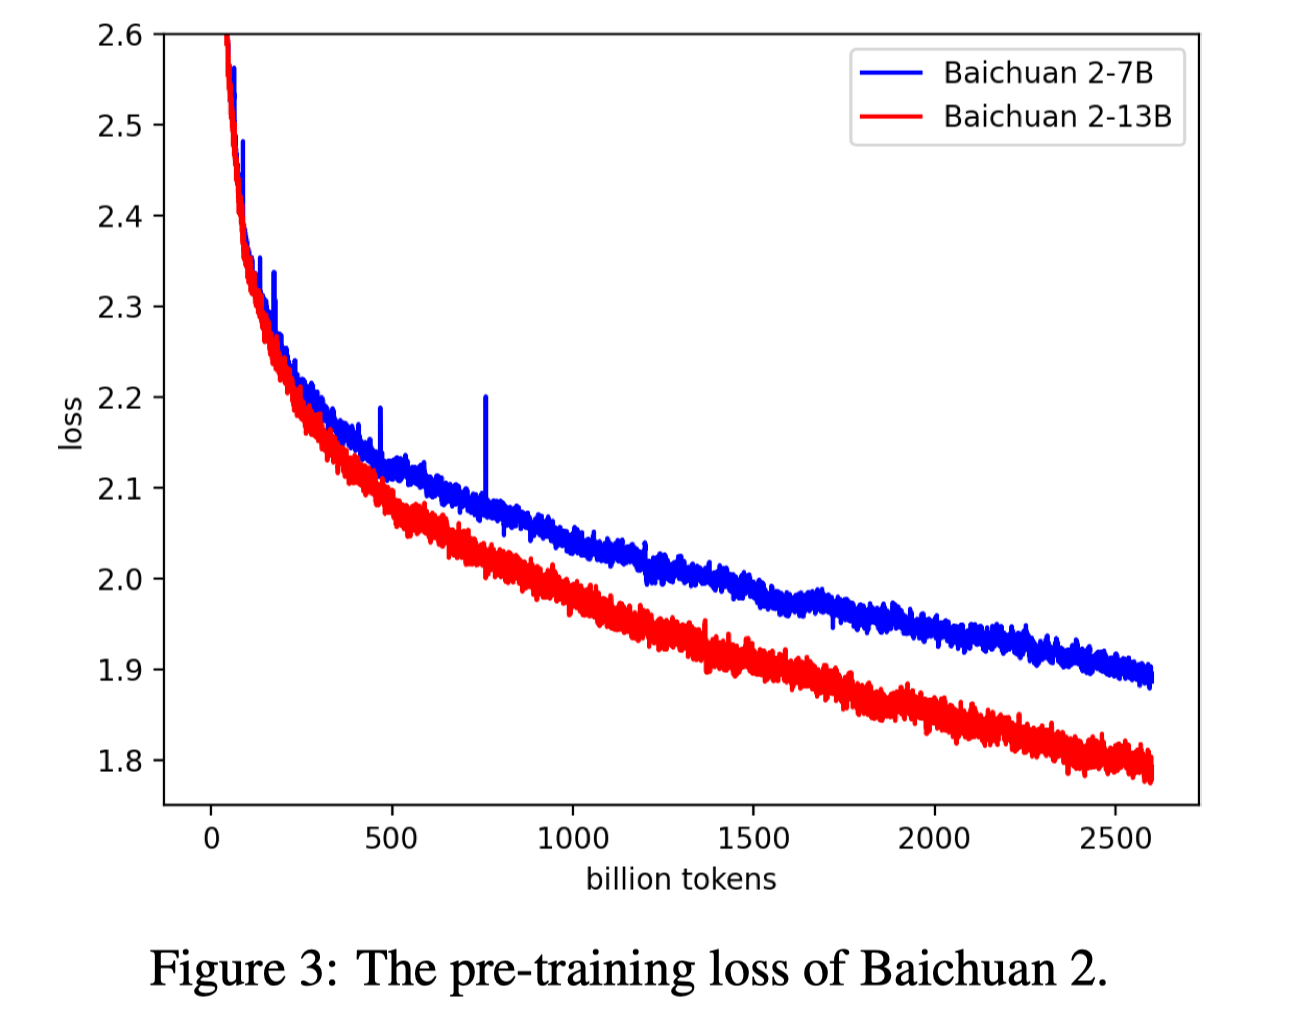 2.6
2.5
2.4
2.3
2.2
2.1
2.0
1.9
1.8
loss
0 500 1000 1500 2000 2500
billion tokens
Baichuan 2-7B
Baichuan 2-13B
Figure 3: The pre-training loss of Baichuan 2.